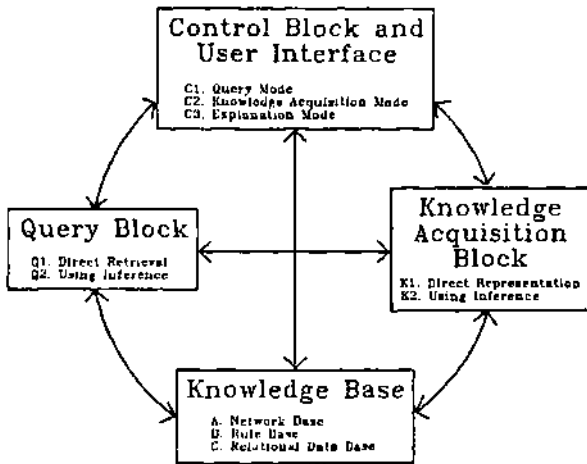 Control Block and
User Interface
C1. Query Mode
C2. Knowledge Acquisition Mode
C3. Explanation Mode
Query Block
Q1. Direct Retrieval
Q2. Using Inference
Knowledge
Acquisition
Block
K1. Direct Representation
K2. Using Inference
Knowledge Base
A. Network Base
B. Rule Base
C. Relational Data Base